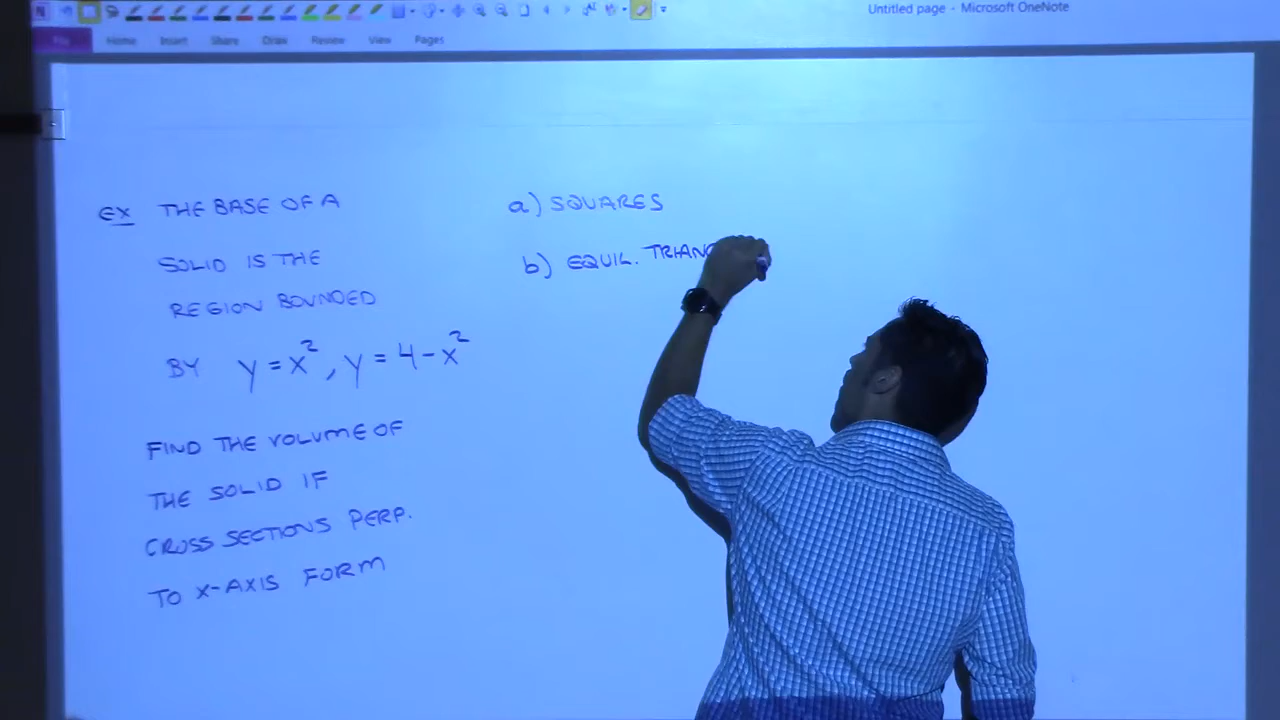 Untitled page - Microsoft OneNote
File Home Insert Share Draw Review View Pages
EX THE BASE OF A
SOLID IS THE
REGION BOUNDED
BY y = x², y = 4 - x²
FIND THE VOLUME OF
THE SOLID IF
CROSS SECTIONS PERP.
TO X-AXIS FORM
a) SQUARES
b) EQUIL. TRIANG